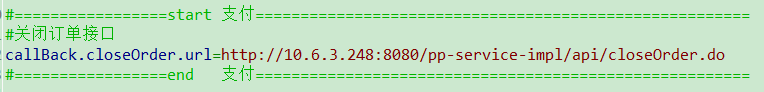 #=================start 支付======================================================
#关闭订单接口
callBack.closeOrder.url=http://10.6.3.248:8080/pp-service-impl/api/closeOrder.do
#=================end   支付======================================================